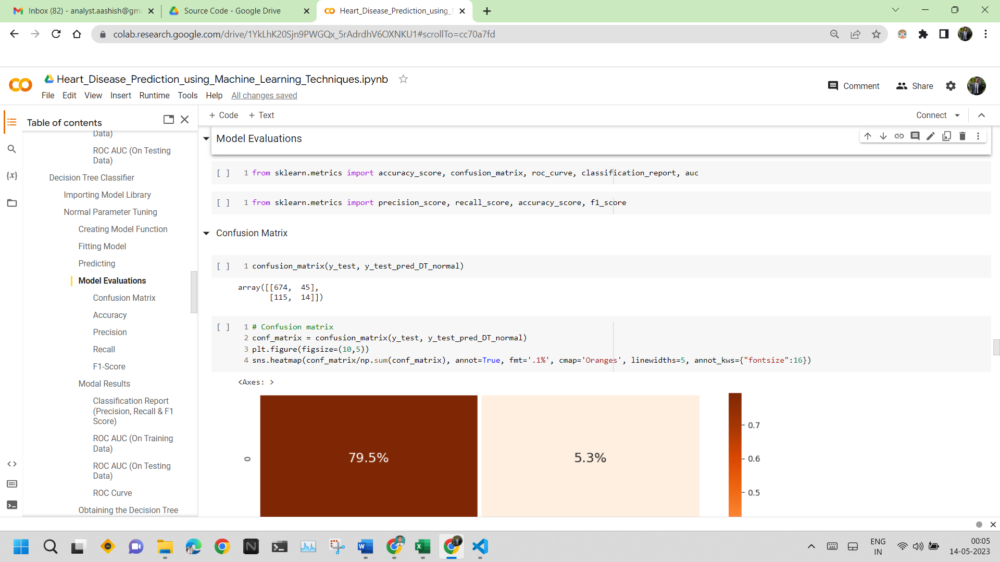 Inbox (82) - analyst.aashish@gm
Source Code - Google Drive
Heart_Disease_Prediction_using_
colab.research.google.com/drive/1YkLhK20Sjn9PWGQx_5rAdrdhV6OXNKU1#scrollTo=cc70a7fd
Heart_Disease_Prediction_using_Machine_Learning_Techniques.ipynb
Comment
Share
File Edit View Insert Runtime Tools Help All changes saved
Table of contents
+ Code + Text
Connect
Data)
ROC AUC (On Testing
Data)
Decision Tree Classifier
Importing Model Library
Normal Parameter Tuning
Creating Model Function
Fitting Model
Predicting
Model Evaluations
Confusion Matrix
Accuracy
Precision
Recall
F1-Score
Modal Results
Classification Report
(Precision, Recall & F1
Score)
ROC AUC (On Training
Data)
ROC AUC (On Testing
Data)
ROC Curve
Obtaining the Decision Tree
{x}
Model Evaluations
[ ] 1 from sklearn.metrics import accuracy_score, confusion_matrix, roc_curve, classification_report, auc
[ ] 1 from sklearn.metrics import precision_score, recall_score, accuracy_score, f1_score
Confusion Matrix
[ ] 1 confusion_matrix(y_test, y_test_pred_DT_normal)
array([[674, 45],
[115, 14]])
[ ] 1 # Confusion matrix
2 conf_matrix = confusion_matrix(y_test, y_test_pred_DT_normal)
3 plt.figure(figsize=(10,5))
4 sns.heatmap(conf_matrix/np.sum(conf_matrix), annot=True, fmt='.1%', cmap='Oranges', linewidths=5, annot_kws={"fontsize":16})
<Axes: >
0
79.5%
5.3%
0.7
0.6
0.5
ENG
IN
00:05
14-05-2023